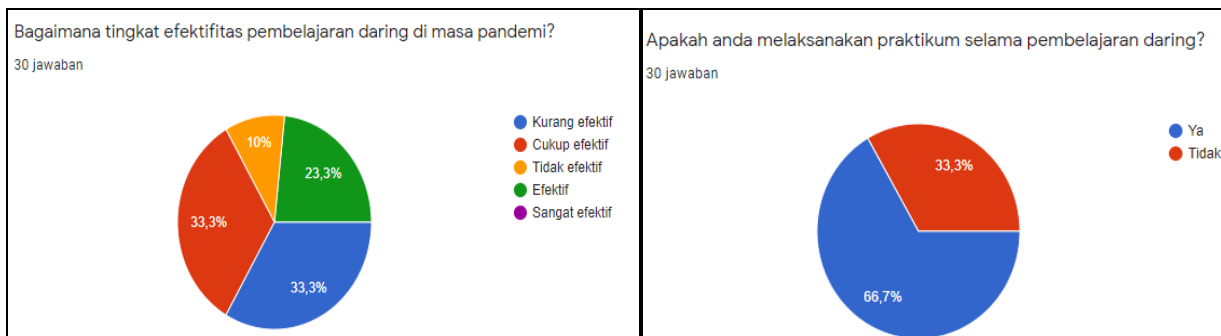 Bagaimana tingkat efektifitas pembelajaran daring di masa pandemi?
30 jawaban
10%
23,3%
33,3%
33,3%
Kurang efektif
Cukup efektif
Tidak efektif
Efektif
Sangat efektif
Apakah anda melaksanakan praktikum selama pembelajaran daring?
30 jawaban
33,3%
66,7%
Ya
Tidak